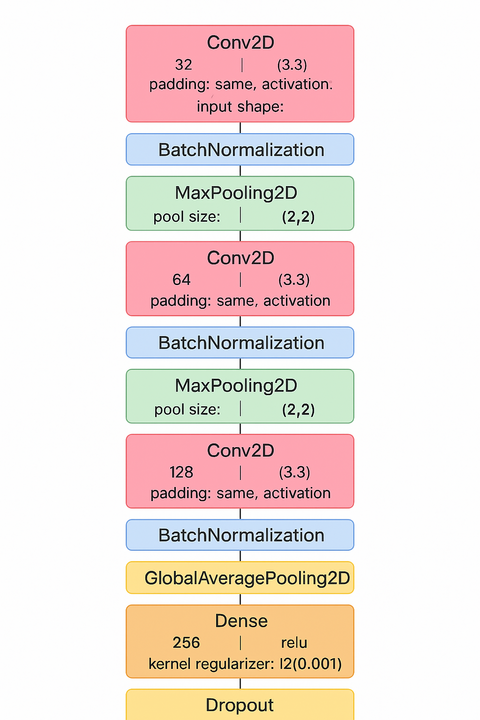 Conv2D
32 | (3.3)
padding: same, activation.
input shape:
BatchNormalization
MaxPooling2D
pool size: | (2,2)
Conv2D
64 | (3.3)
padding: same, activation
BatchNormalization
MaxPooling2D
pool size: | (2,2)
Conv2D
128 | (3.3)
padding: same, activation
BatchNormalization
GlobalAveragePooling2D
Dense
256 | relu
kernel regularizer: l2(0.001)
Dropout